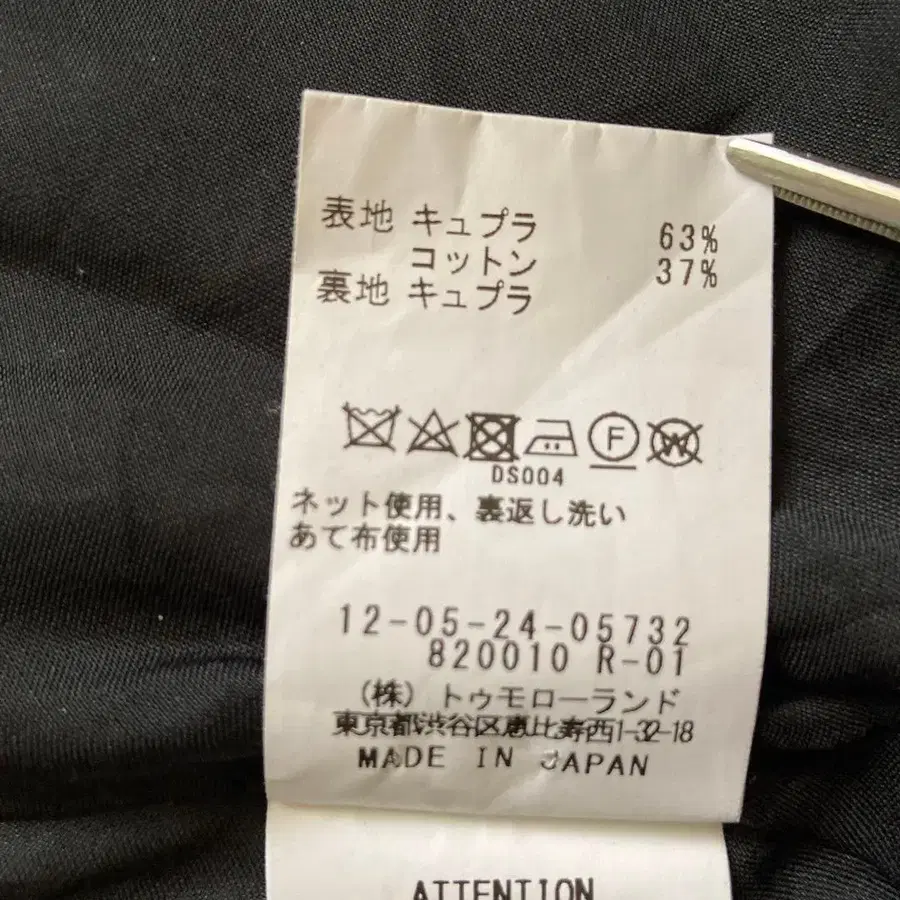 表地 キュプラ 63%
コットン 37%
裏地 キュプラ
DS004
ネット使用、裏返し洗い
あて布使用
12-05-24-05732
820010 R-01
(株) トゥモローランド
東京都渋谷区恵比寿西1-32-18
MADE IN JAPAN
ATTENTION